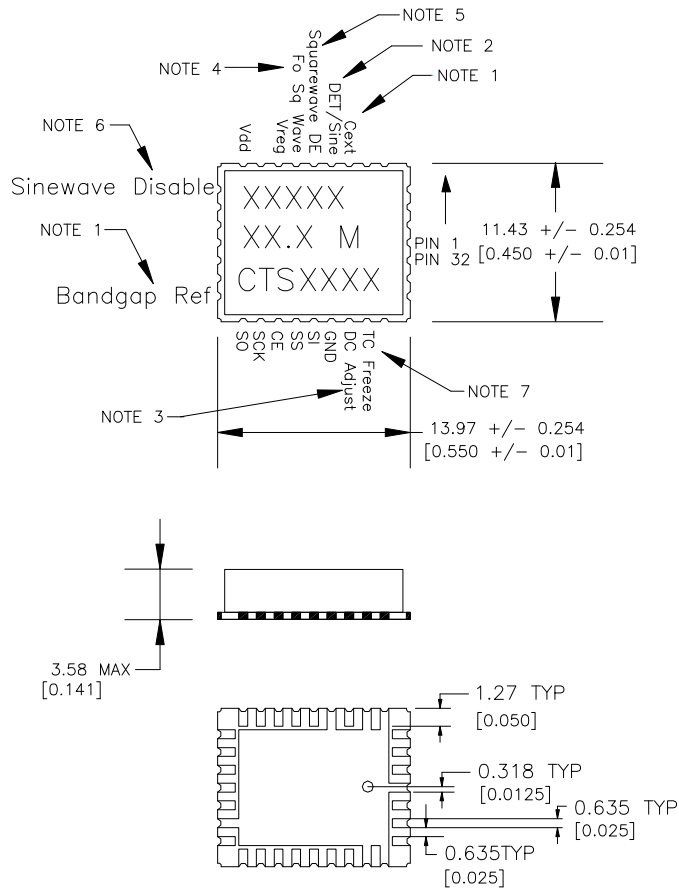 NOTE 5
NOTE 2
NOTE 4
NOTE 1
NOTE 6
Vdd
Vreg
Fo Sq Wave
Squarewave DE
DET/Sine
Cext
Sinewave Disable
NOTE 1
Bandgap Ref
XXXXX
XX.X M
CTSXXXX
PIN 1
PIN 32
11.43 +/- 0.254
[0.450 +/- 0.01]
SO
SCK
CE
SS
SI
GND
DC Adjust
TC Freeze
NOTE 7
NOTE 3
13.97 +/- 0.254
[0.550 +/- 0.01]
3.58 MAX
[0.141]
1.27 TYP
[0.050]
0.318 TYP
[0.0125]
0.635 TYP
[0.025]
0.635TYP
[0.025]